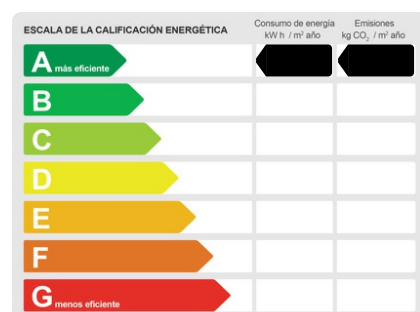 ESCALA DE LA CALIFICACIÓN ENERGÉTICA
Consumo de energía
kW h / m² año
Emisiones
kg CO₂ / m² año
A más eficiente
B
C
D
E
F
G menos eficiente